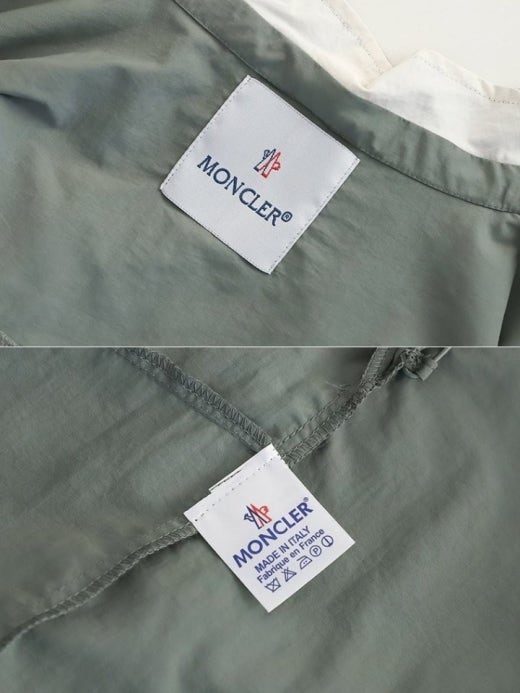 MONCLER®
MONCLER®
MADE IN ITALY
Fabriqué en France